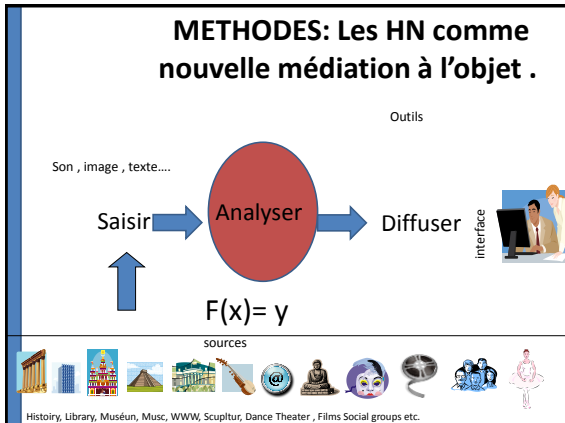 METHODES: Les HN comme
nouvelle médiation à l'objet .
Outils
Son , image , texte....
Saisir
Analyser
Diffuser
interface
F(x)= y
sources
@
Histoiry, Library, Muséun, Musc, WWW, Scupltur, Dance Theater , Films Social groups etc.